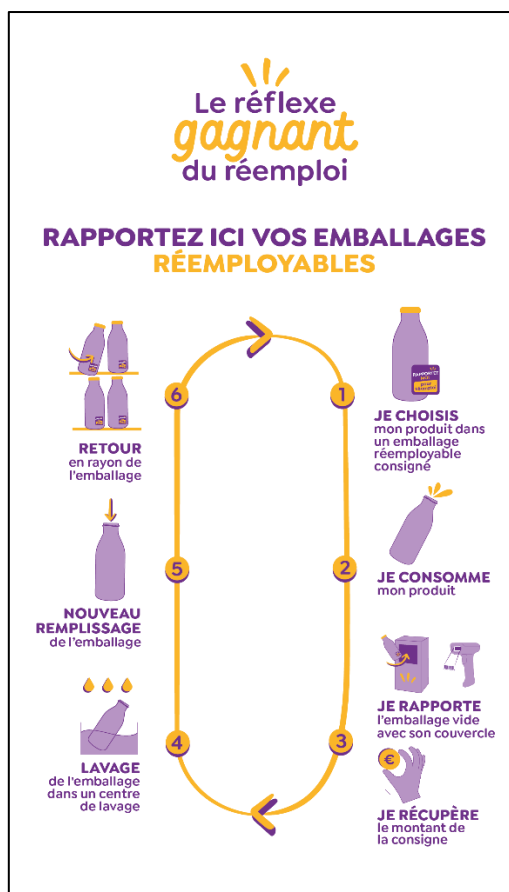 Le réflexe
gagnant
du réemploi
RAPPORTEZ ICI VOS EMBALLAGES
RÉEMPLOYABLES
1
JE CHOISIS
mon produit dans
un emballage
réemployable
consigné
2
JE CONSOMME
mon produit
3
JE RAPPORTE
l'emballage vide
avec son couvercle
€
JE RÉCUPÈRE
le montant de
la consigne
4
LAVAGE
de l'emballage
dans un centre
de lavage
5
NOUVEAU
REMPLISSAGE
de l'emballage
6
RETOUR
en rayon de
l'emballage